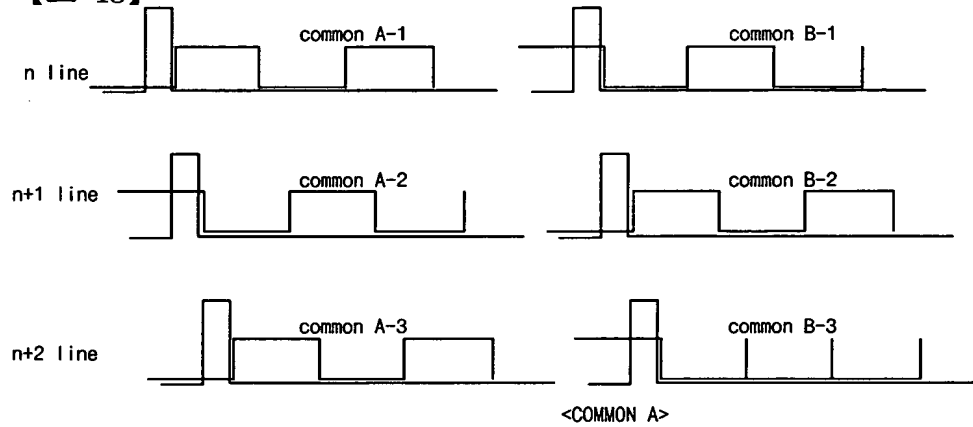 common A-1
common B-1
n line
common A-2
common B-2
n+1 line
common A-3
common B-3
n+2 line
<COMMON A>